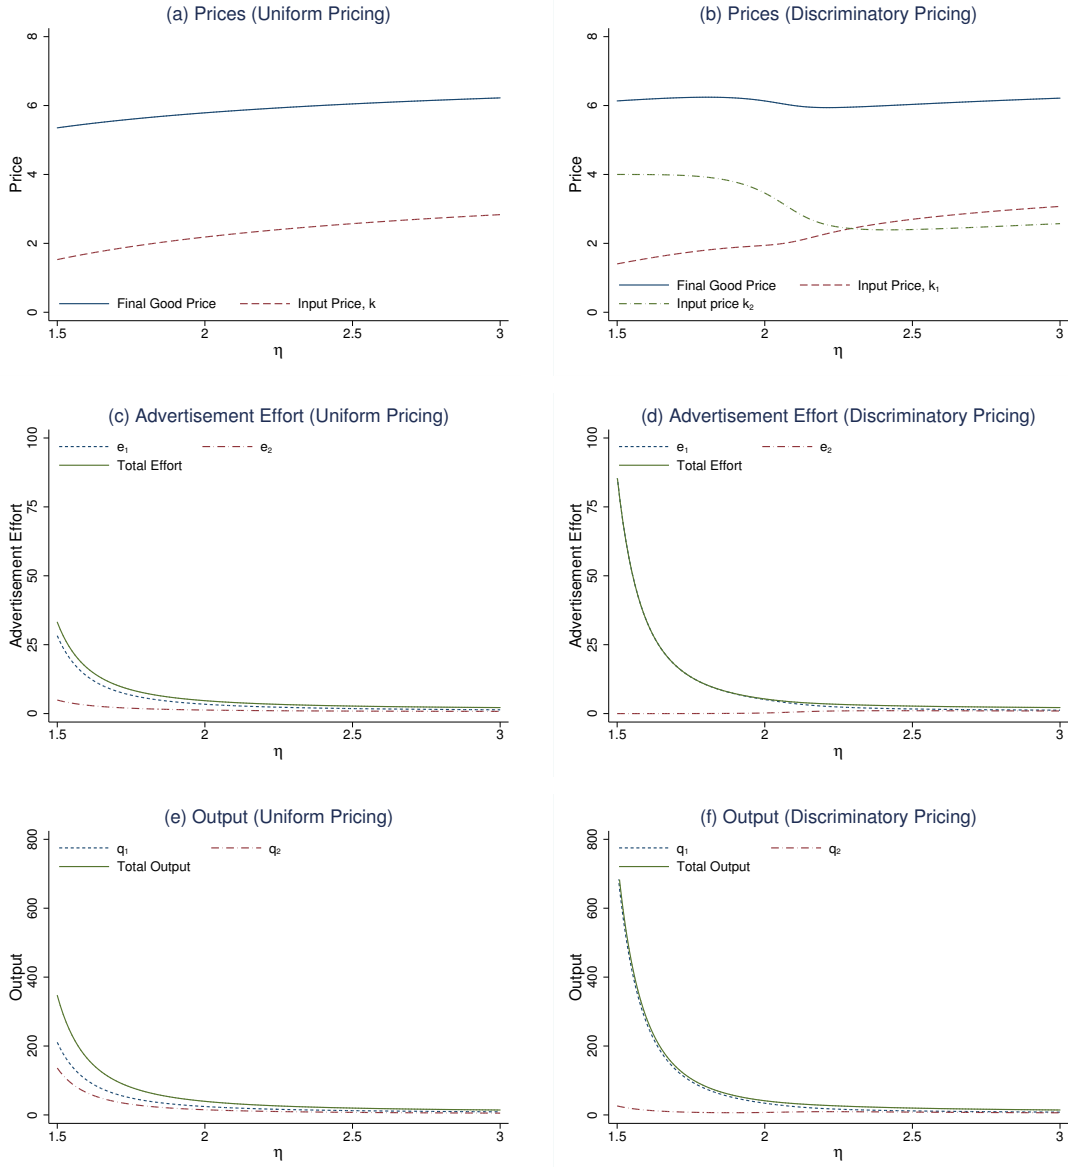 (a) Prices (Uniform Pricing)
Price
8
6
4
2
0
Final Good Price
Input Price, k
1.5 2 2.5 3
η
(b) Prices (Discriminatory Pricing)
Price
8
6
4
2
0
Final Good Price
Input Price, k₁
Input price k₂
1.5 2 2.5 3
η
(c) Advertisement Effort (Uniform Pricing)
Advertisement Effort
100
75
50
25
0
e₁
e₂
Total Effort
1.5 2 2.5 3
η
(d) Advertisement Effort (Discriminatory Pricing)
Advertisement Effort
100
75
50
25
0
e₁
e₂
Total Effort
1.5 2 2.5 3
η
(e) Output (Uniform Pricing)
Output
800
600
400
200
0
q₁
q₂
Total Output
1.5 2 2.5 3
η
(f) Output (Discriminatory Pricing)
Output
800
600
400
200
0
q₁
q₂
Total Output
1.5 2 2.5 3
η